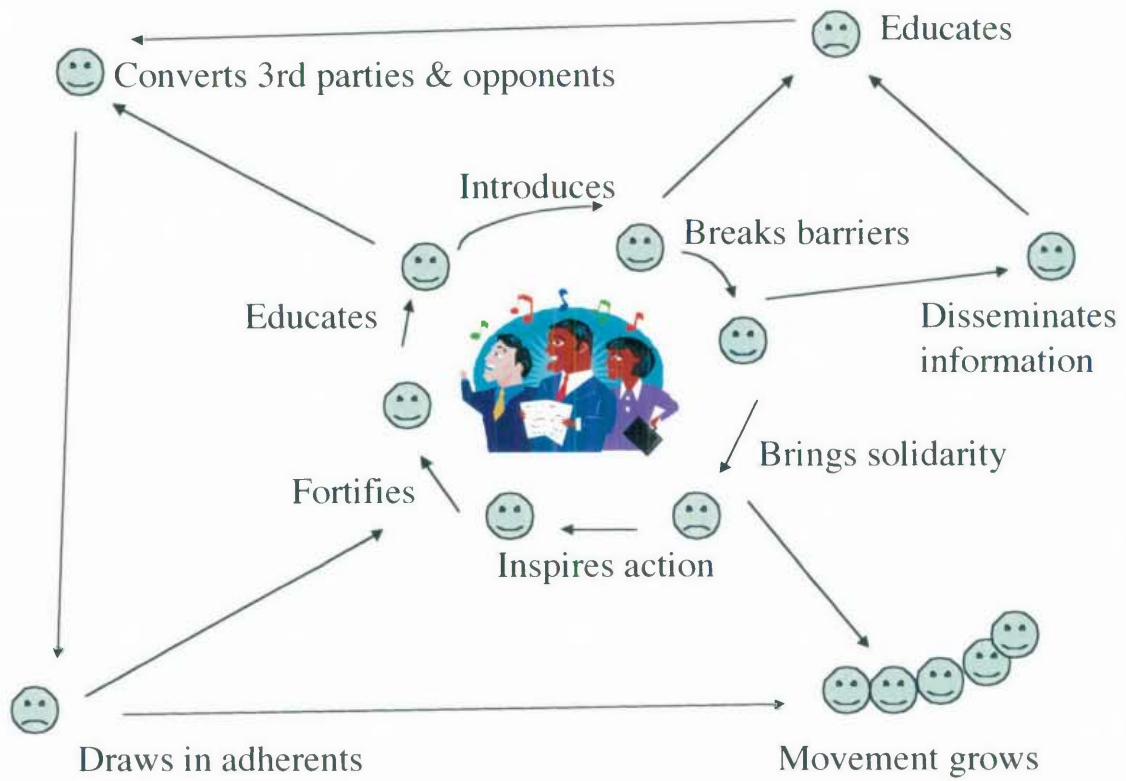 Educates
Converts 3rd parties & opponents
Introduces
Breaks barriers
Educates
Disseminates
information
Brings solidarity
Fortifies
Inspires action
Draws in adherents
Movement grows